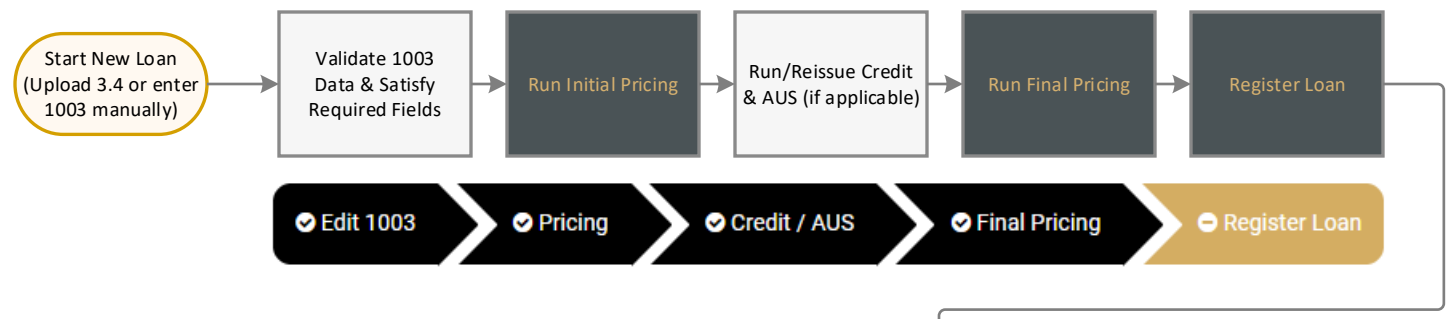 Start New Loan
(Upload 3.4 or enter
1003 manually)
Validate 1003
Data & Satisfy
Required Fields
Run Initial Pricing
Run/Reissue Credit
& AUS (if applicable)
Run Final Pricing
Register Loan
Edit 1003
Pricing
Credit / AUS
Final Pricing
Register Loan